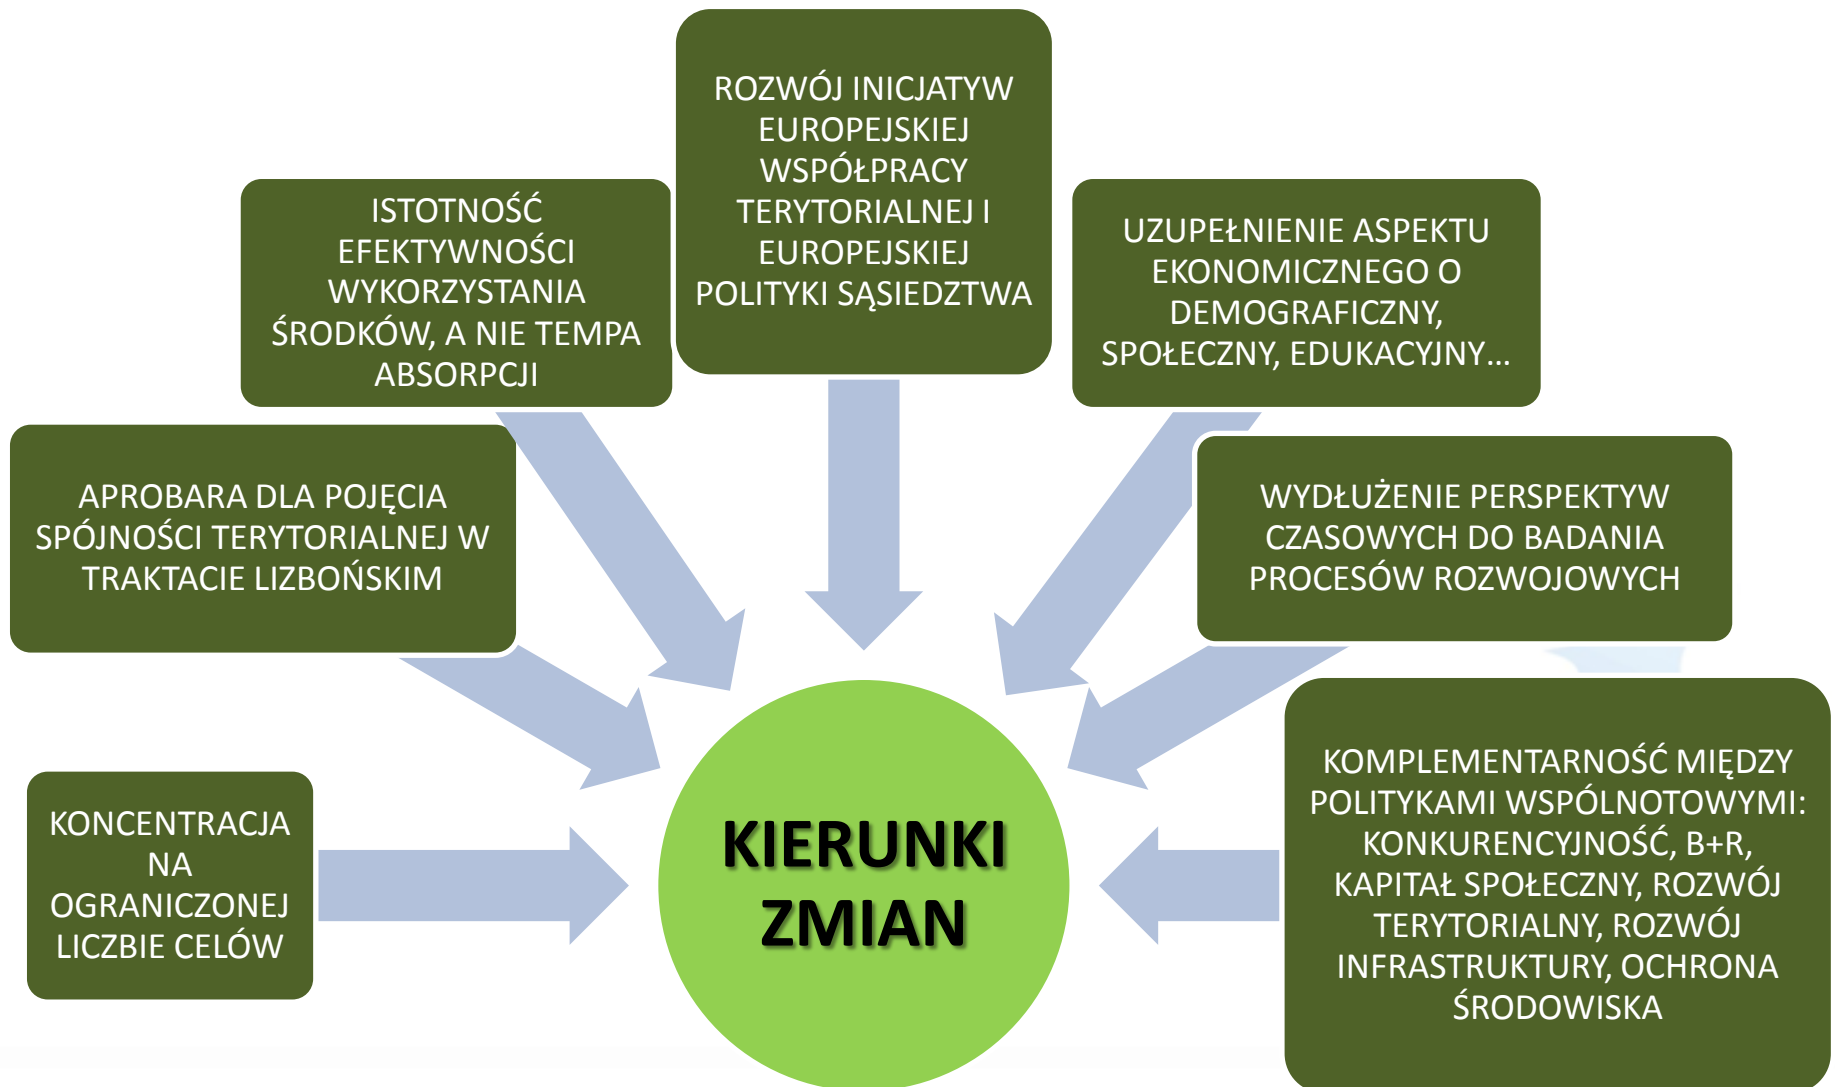 ROZWÓJ INICJATYW
EUROPEJSKIEJ
WSPÓŁPRACY
TERYTORIALNEJ I
EUROPEJSKIEJ
POLITYKI SĄSIEDZTWA
ISTOTNOŚĆ
EFEKTYWNOŚCI
WYKORZYSTANIA
ŚRODKÓW, A NIE TEMPA
ABSORPCJI
UZUPEŁNIENIE ASPEKTU
EKONOMICZNEGO O
DEMOGRAFICZNY,
SPOŁECZNY, EDUKACYJNY...
APROBARA DLA POJĘCIA
SPÓJNOŚCI TERYTORIALNEJ W
TRAKTACIE LIZBOŃSKIM
WYDŁUŻENIE PERSPEKTYW
CZASOWYCH DO BADANIA
PROCESÓW ROZWOJOWYCH
KONCENTRACJA
NA
OGRANICZONEJ
LICZBIE CELÓW
KIERUNKI
ZMIAN
KOMPLEMENTARNOŚĆ MIĘDZY
POLITYKAMI WSPÓLNOTOWYMI:
KONKURENCYJNOŚĆ, B+R,
KAPITAŁ SPOŁECZNY, ROZWÓJ
TERYTORIALNY, ROZWÓJ
INFRASTRUKTURY, OCHRONA
ŚRODOWISKA